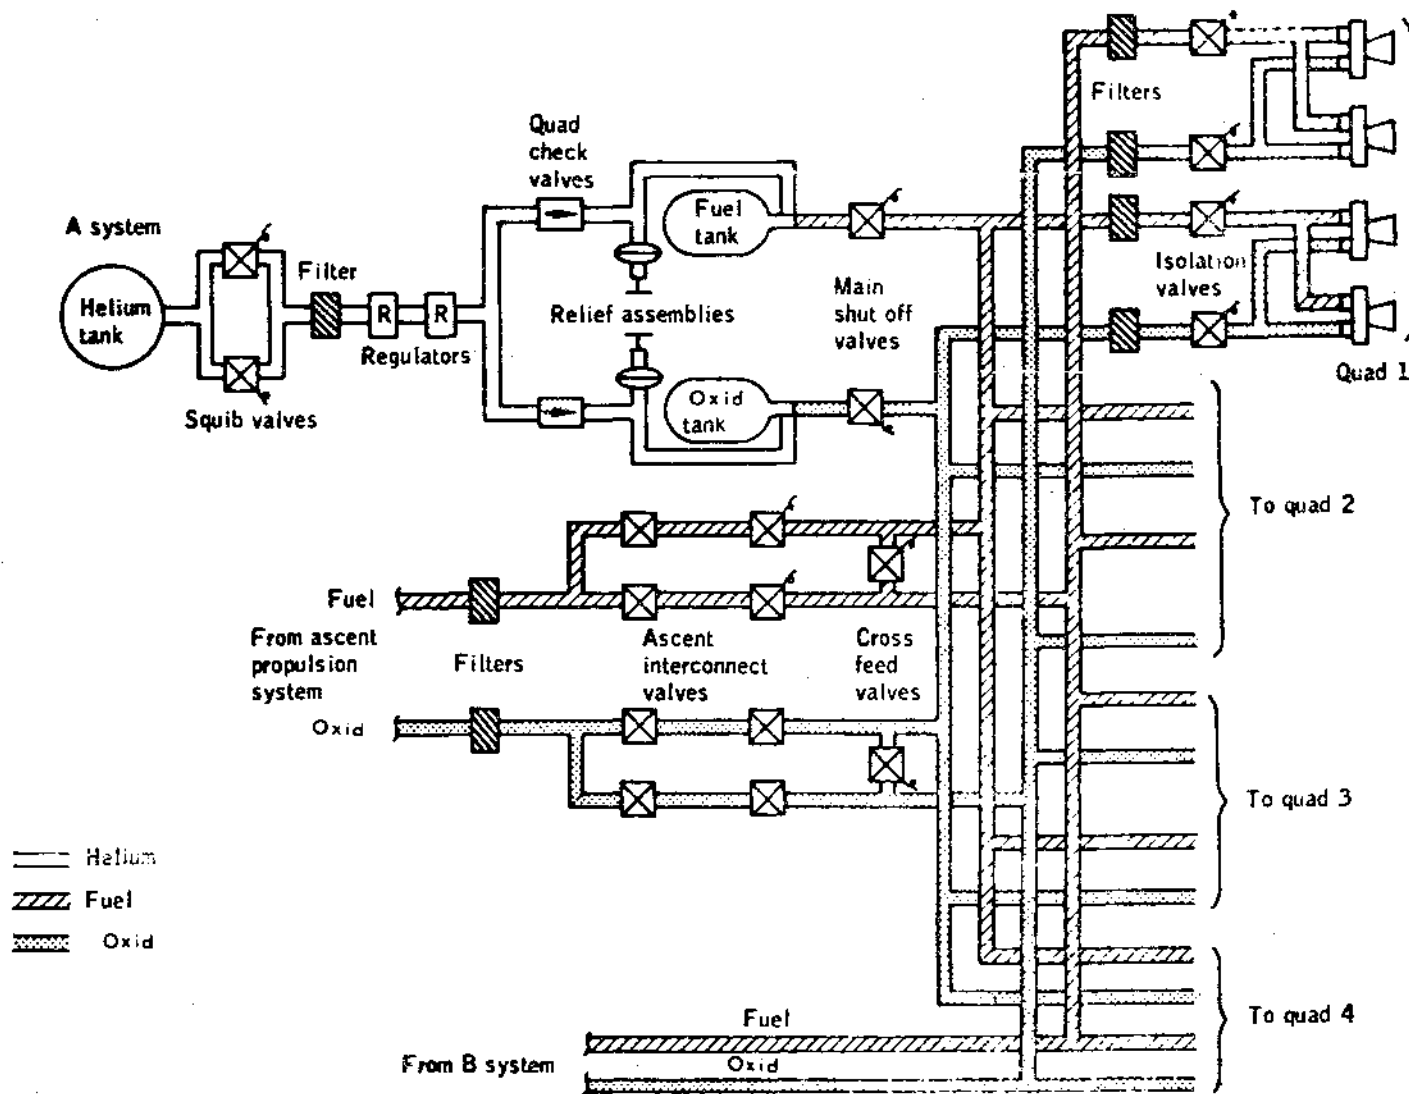 Filters
Quad
check
valves
Fuel
tank
A system
Filter
Helium
tank
R
R
Relief assemblies
Regulators
Main
shut off
valves
Isolation
valves
Quad 1
Squib valves
Oxid
tank
To quad 2
Fuel
From ascent
propulsion
system
Filters
Ascent
interconnect
valves
Cross
feed
valves
Oxid
To quad 3
Helium
Fuel
Oxid
Fuel
To quad 4
From B system
Oxid